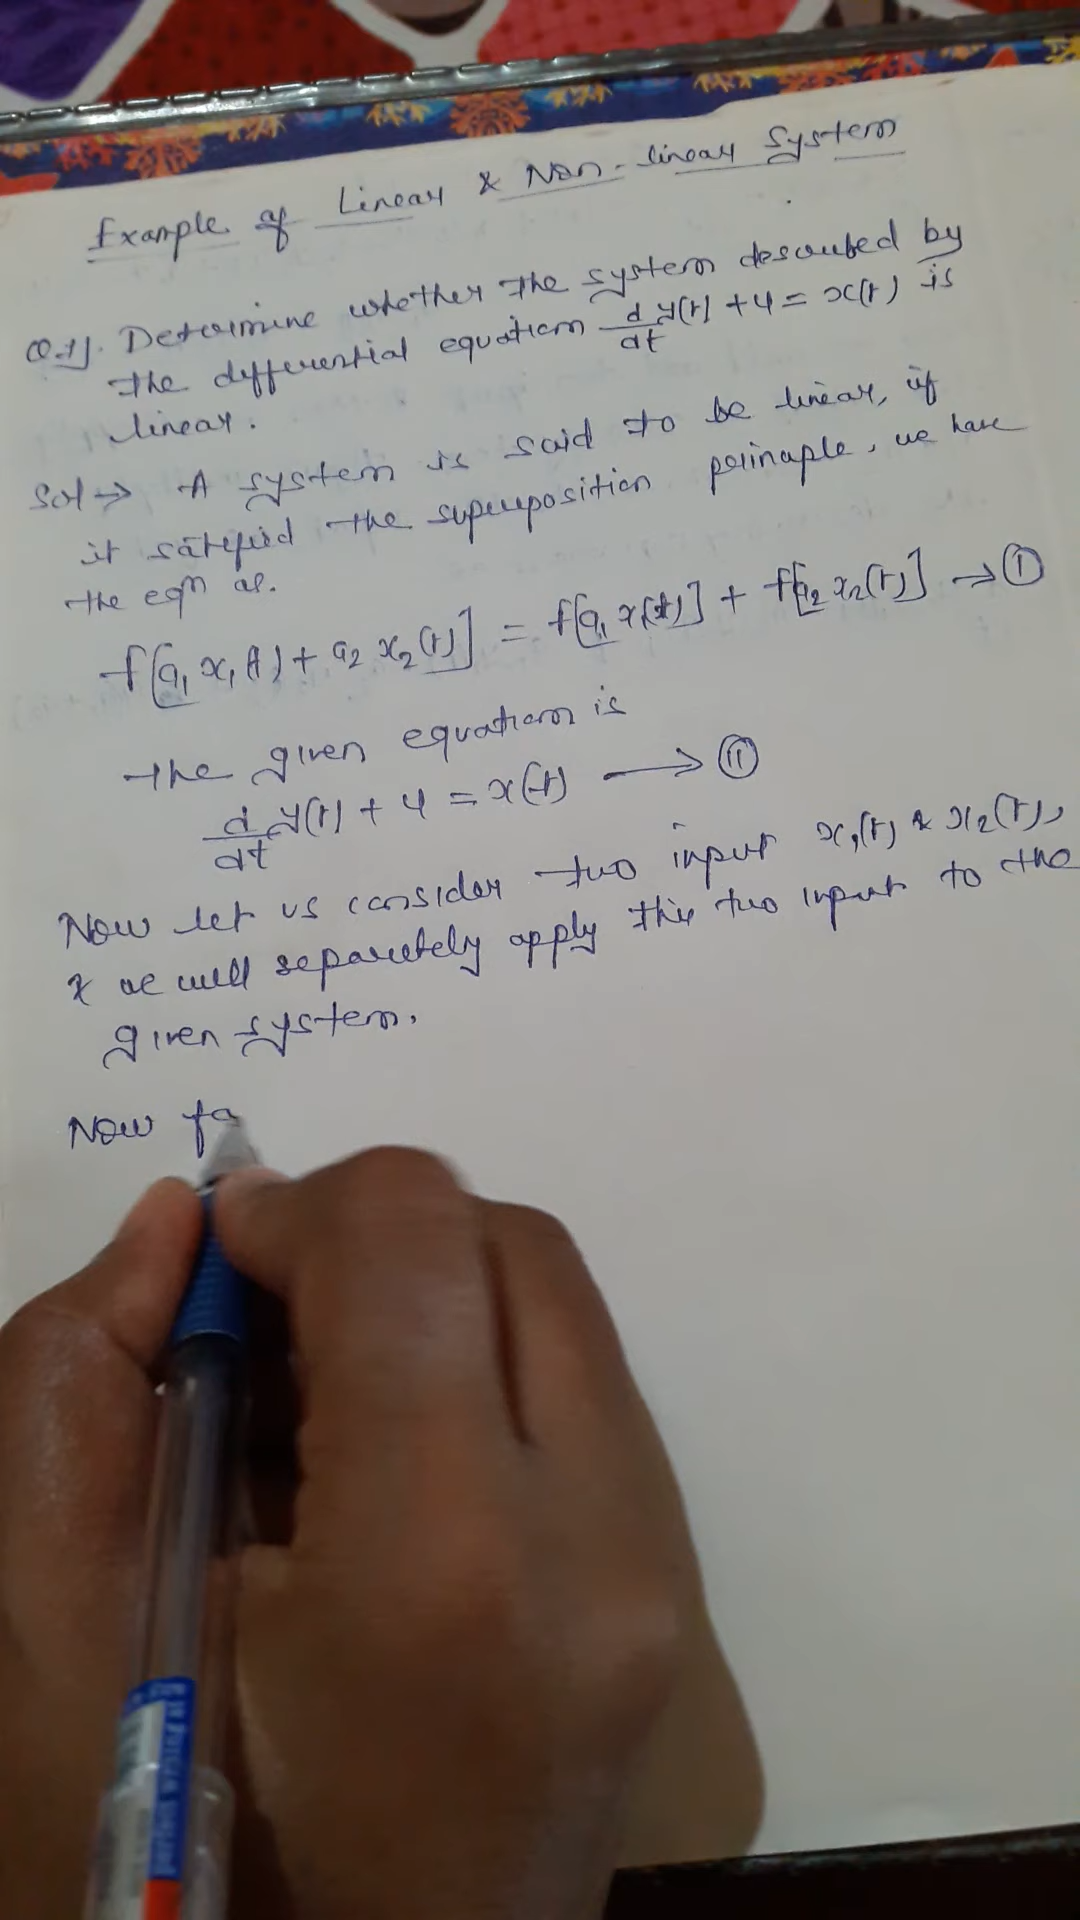 Example of Linear & Non-linear System
Q.1]. Determine whether the system described by
the differential equation d/dt y(t) + 4 = x(t) is
linear.
Sol → A system is said to be linear, if
it satisfied the superposition principle, we have
the eqn as.
f[a₁ x₁(t) + a₂ x₂(t)] = f[a₁ x₁(t)] + f[a₂ x₂(t)] → (I)
the given equation is
d/dt y(t) + 4 = x(t) → (II)
Now let us consider two input x₁(t) & x₂(t),
& we will separately apply this two input to the
given system.
Now fo